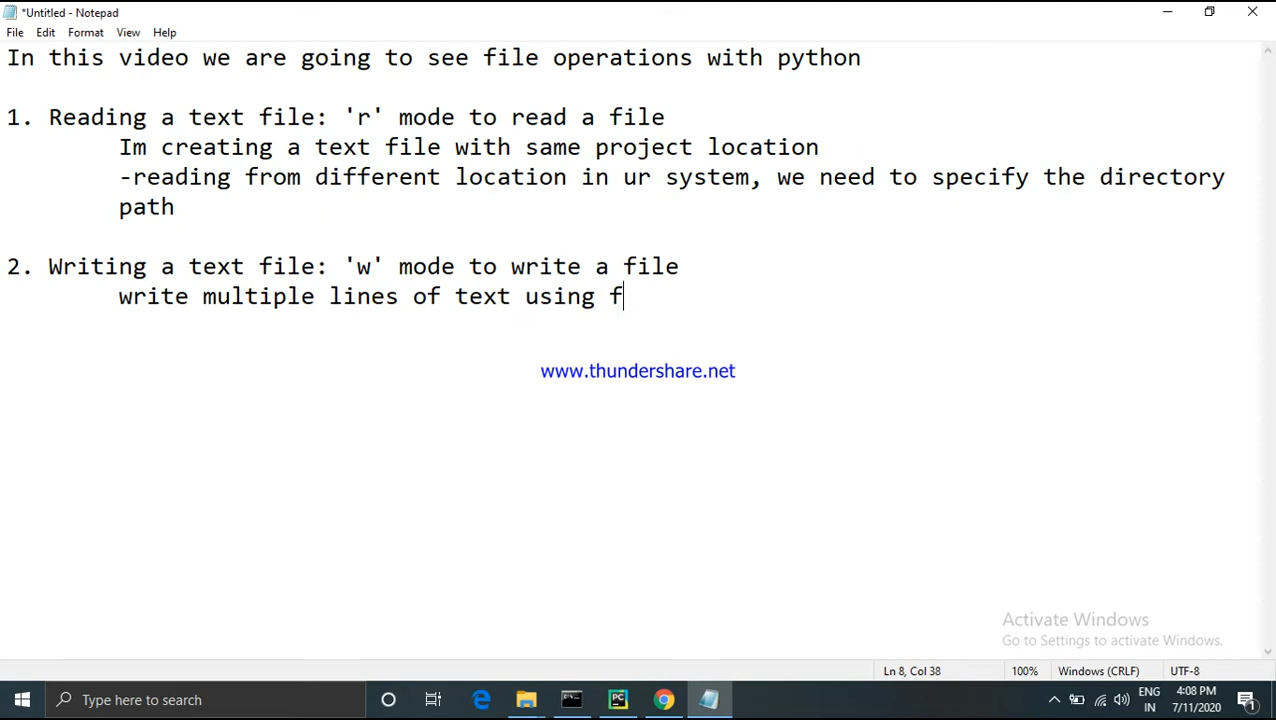 *Untitled - Notepad
File Edit Format View Help
In this video we are going to see file operations with python
1. Reading a text file: 'r' mode to read a file
Im creating a text file with same project location
-reading from different location in ur system, we need to specify the directory
path
2. Writing a text file: 'w' mode to write a file
write multiple lines of text using f
www.thundershare.net
Activate Windows
Go to Settings to activate Windows.
Ln 8, Col 38 100% Windows (CRLF) UTF-8
Type here to search
PC
ENG
IN
4:08 PM
7/11/2020
1